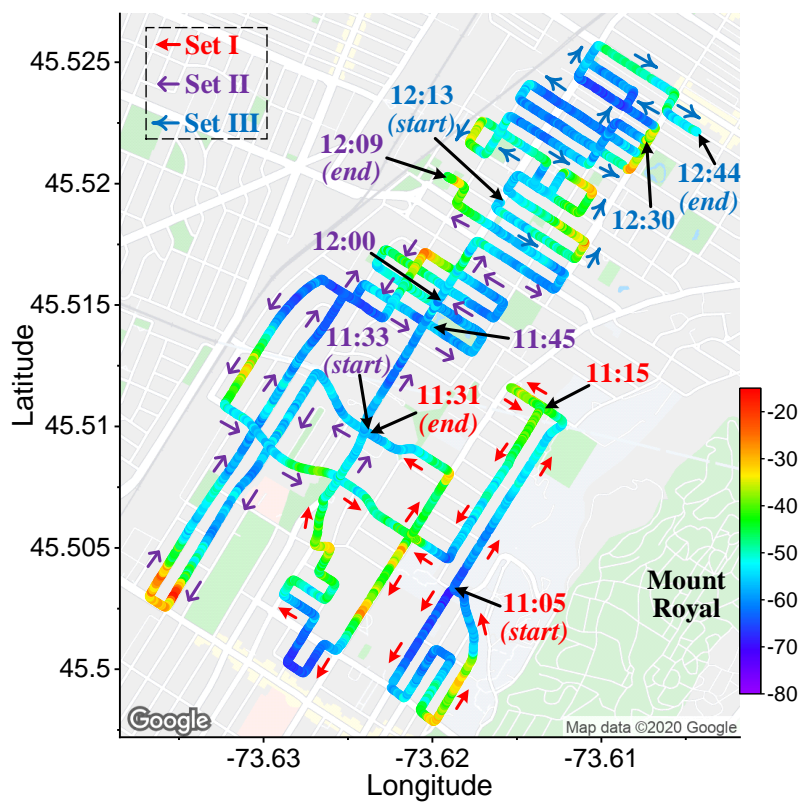 Set I
Set II
Set III
45.525
12:13
(start)
12:09
(end)
12:44
(end)
45.52
12:30
12:00
45.515
11:33
(start)
11:45
11:31
(end)
11:15
Latitude
45.51
-20
-30
-40
-50
-60
-70
-80
45.505
Mount
Royal
11:05
(start)
45.5
Google
Map data ©2020 Google
-73.63
-73.62
-73.61
Longitude